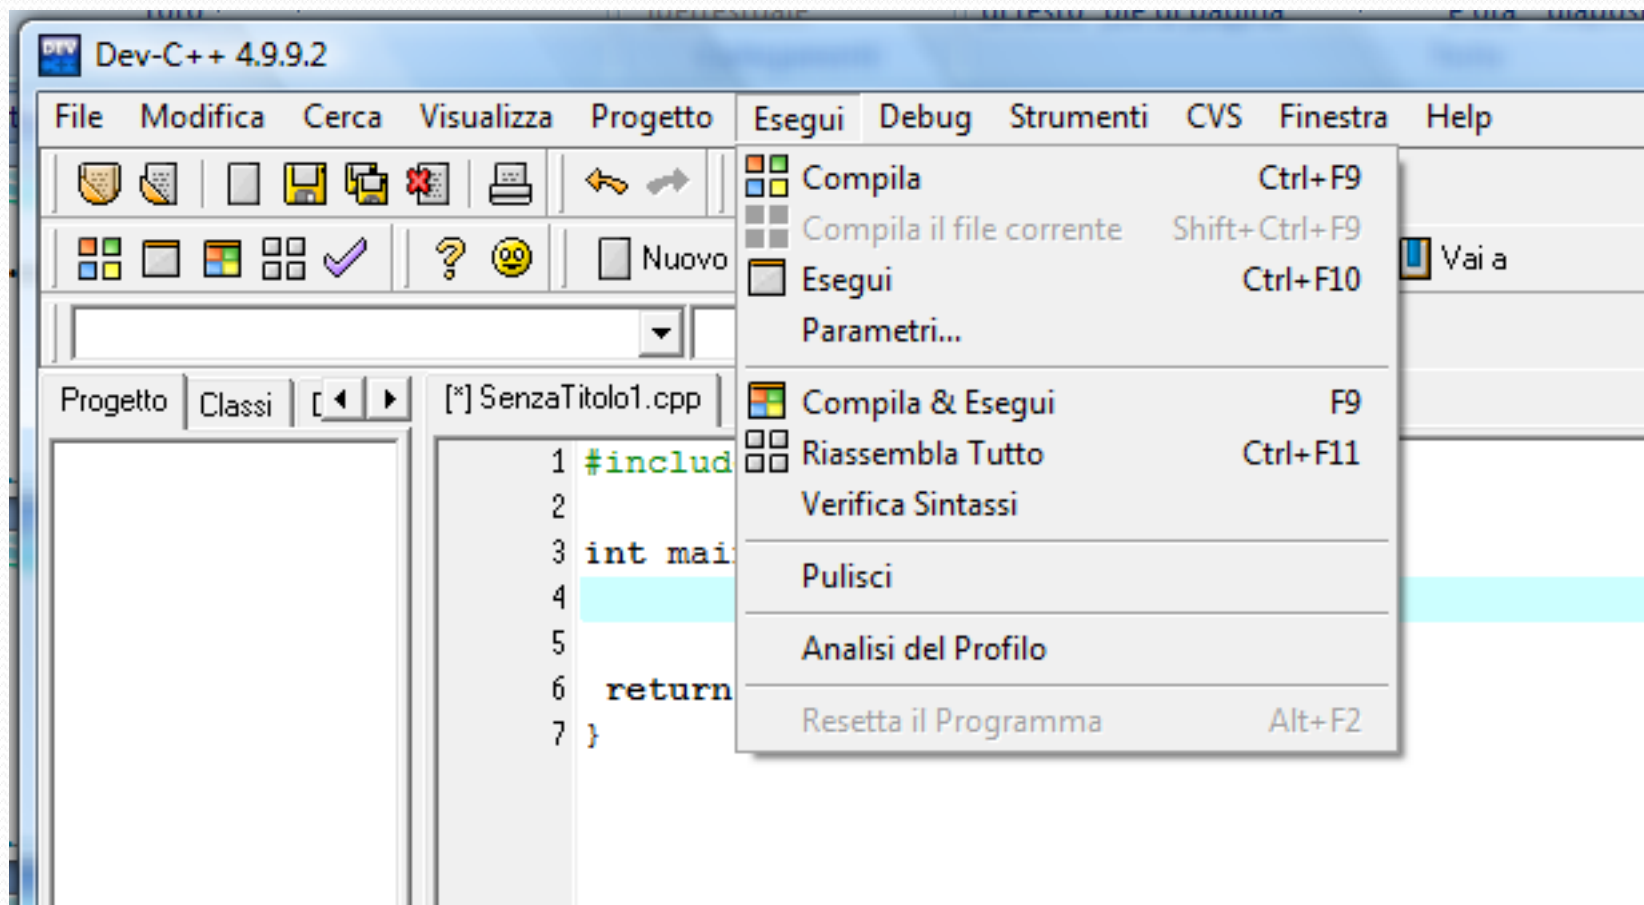 Dev-C++ 4.9.9.2
File Modifica Cerca Visualizza Progetto Esegui Debug Strumenti CVS Finestra Help
Compila Ctrl+F9
Compila il file corrente Shift+Ctrl+F9
Nuovo
Vai a
Esegui Ctrl+F10
Parametri...
Progetto Classi
[*] SenzaTitolo1.cpp
Compila & Esegui F9
Riassembla Tutto Ctrl+F11
Verifica Sintassi
Pulisci
Analisi del Profilo
Resetta il Programma Alt+F2
1 #includ
2
3 int mai
4
5
6 return
7 }